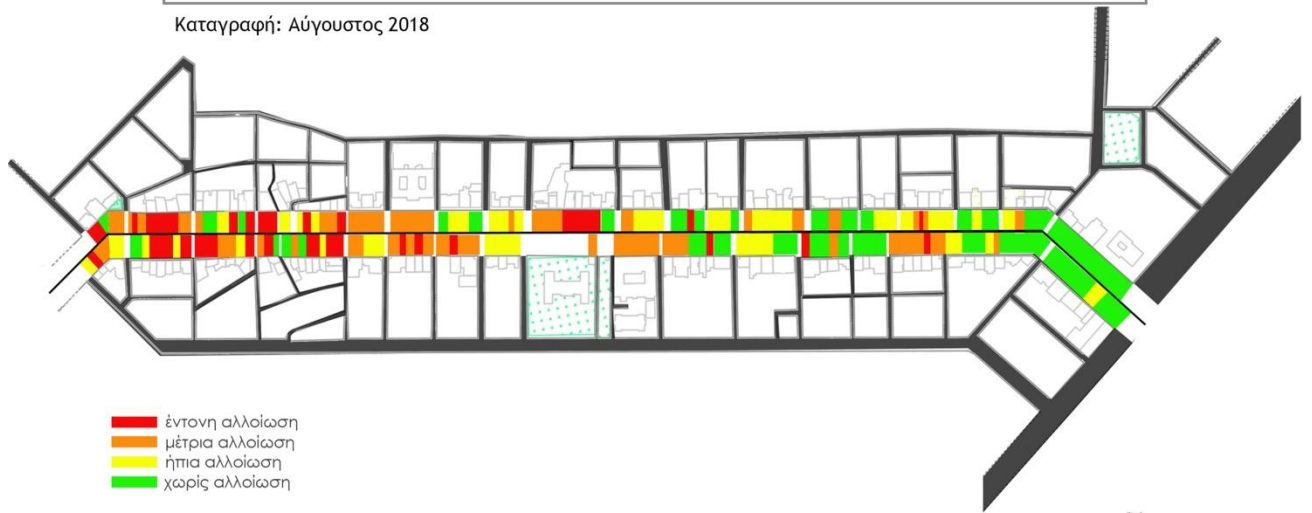 Καταγραφή: Αύγουστος 2018
έντονη αλλοίωση
μέτρια αλλοίωση
ήπια αλλοίωση
χωρίς αλλοίωση